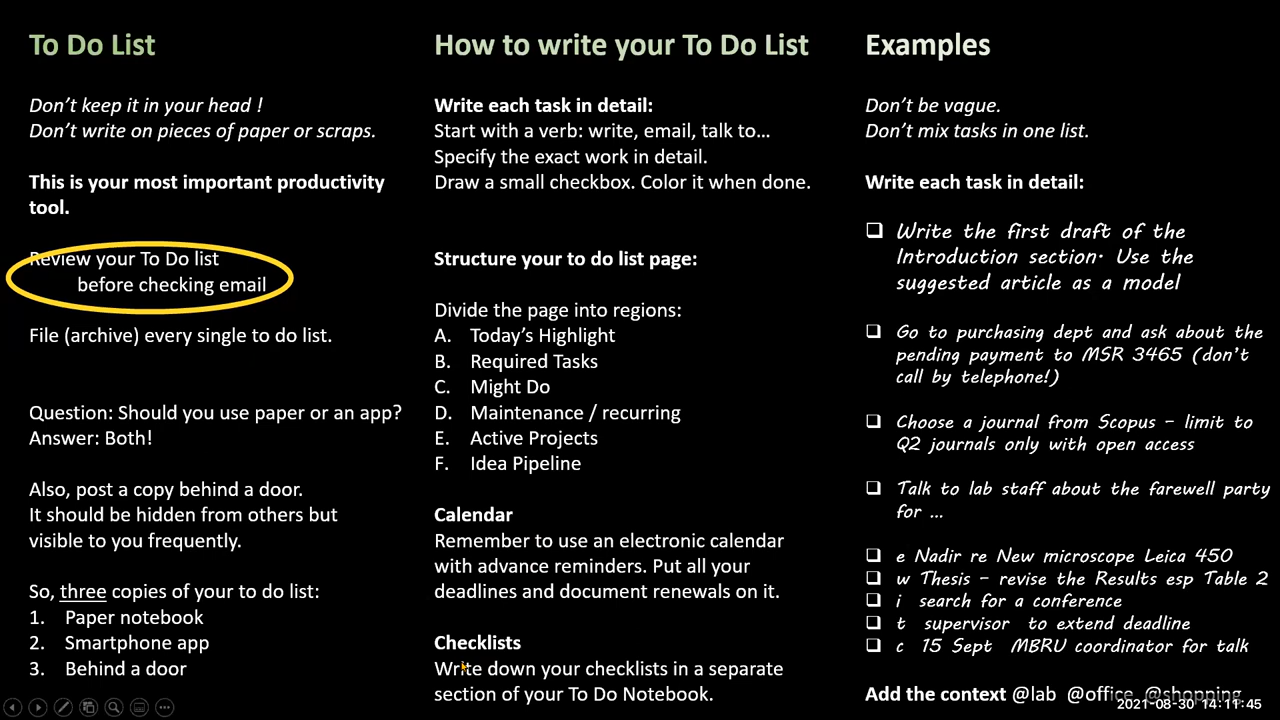 To Do List
Don't keep it in your head !
Don't write on pieces of paper or scraps.
This is your most important productivity
tool.
Review your To Do list
before checking email
File (archive) every single to do list.
Question: Should you use paper or an app?
Answer: Both!
Also, post a copy behind a door.
It should be hidden from others but
visible to you frequently.
So, three copies of your to do list:
1. Paper notebook
2. Smartphone app
3. Behind a door
How to write your To Do List
Write each task in detail:
Start with a verb: write, email, talk to...
Specify the exact work in detail.
Draw a small checkbox. Color it when done.
Structure your to do list page:
Divide the page into regions:
A. Today's Highlight
B. Required Tasks
C. Might Do
D. Maintenance / recurring
E. Active Projects
F. Idea Pipeline
Calendar
Remember to use an electronic calendar
with advance reminders. Put all your
deadlines and document renewals on it.
Checklists
Write down your checklists in a separate
section of your To Do Notebook.
Examples
Don't be vague.
Don't mix tasks in one list.
Write each task in detail:
❑ Write the first draft of the
Introduction section. Use the
suggested article as a model
❑ Go to purchasing dept and ask about the
pending payment to MSR 3465 (don't
call by telephone!)
❑ Choose a journal from Scopus – limit to
Q2 journals only with open access
❑ Talk to lab staff about the farewell party
for ...
❑ e Nadir re New microscope Leica 450
❑ w Thesis – revise the Results esp Table 2
❑ i search for a conference
❑ t supervisor to extend deadline
❑ c 15 Sept MBRU coordinator for talk
Add the context @lab @office @shopping
2021-08-30 14:11:45